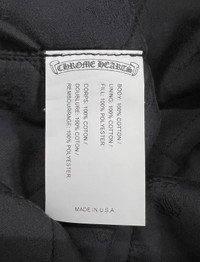 CHROME HEARTS
BODY: 100% COTTON /
LINING: 100% COTTON /
FILL: 100% POLYESTER
CORPS: 100% COTON /
DOUBLURE: 100% COTON /
REMBOURRAGE: 100% POLYESTER
MADE IN U.S.A.